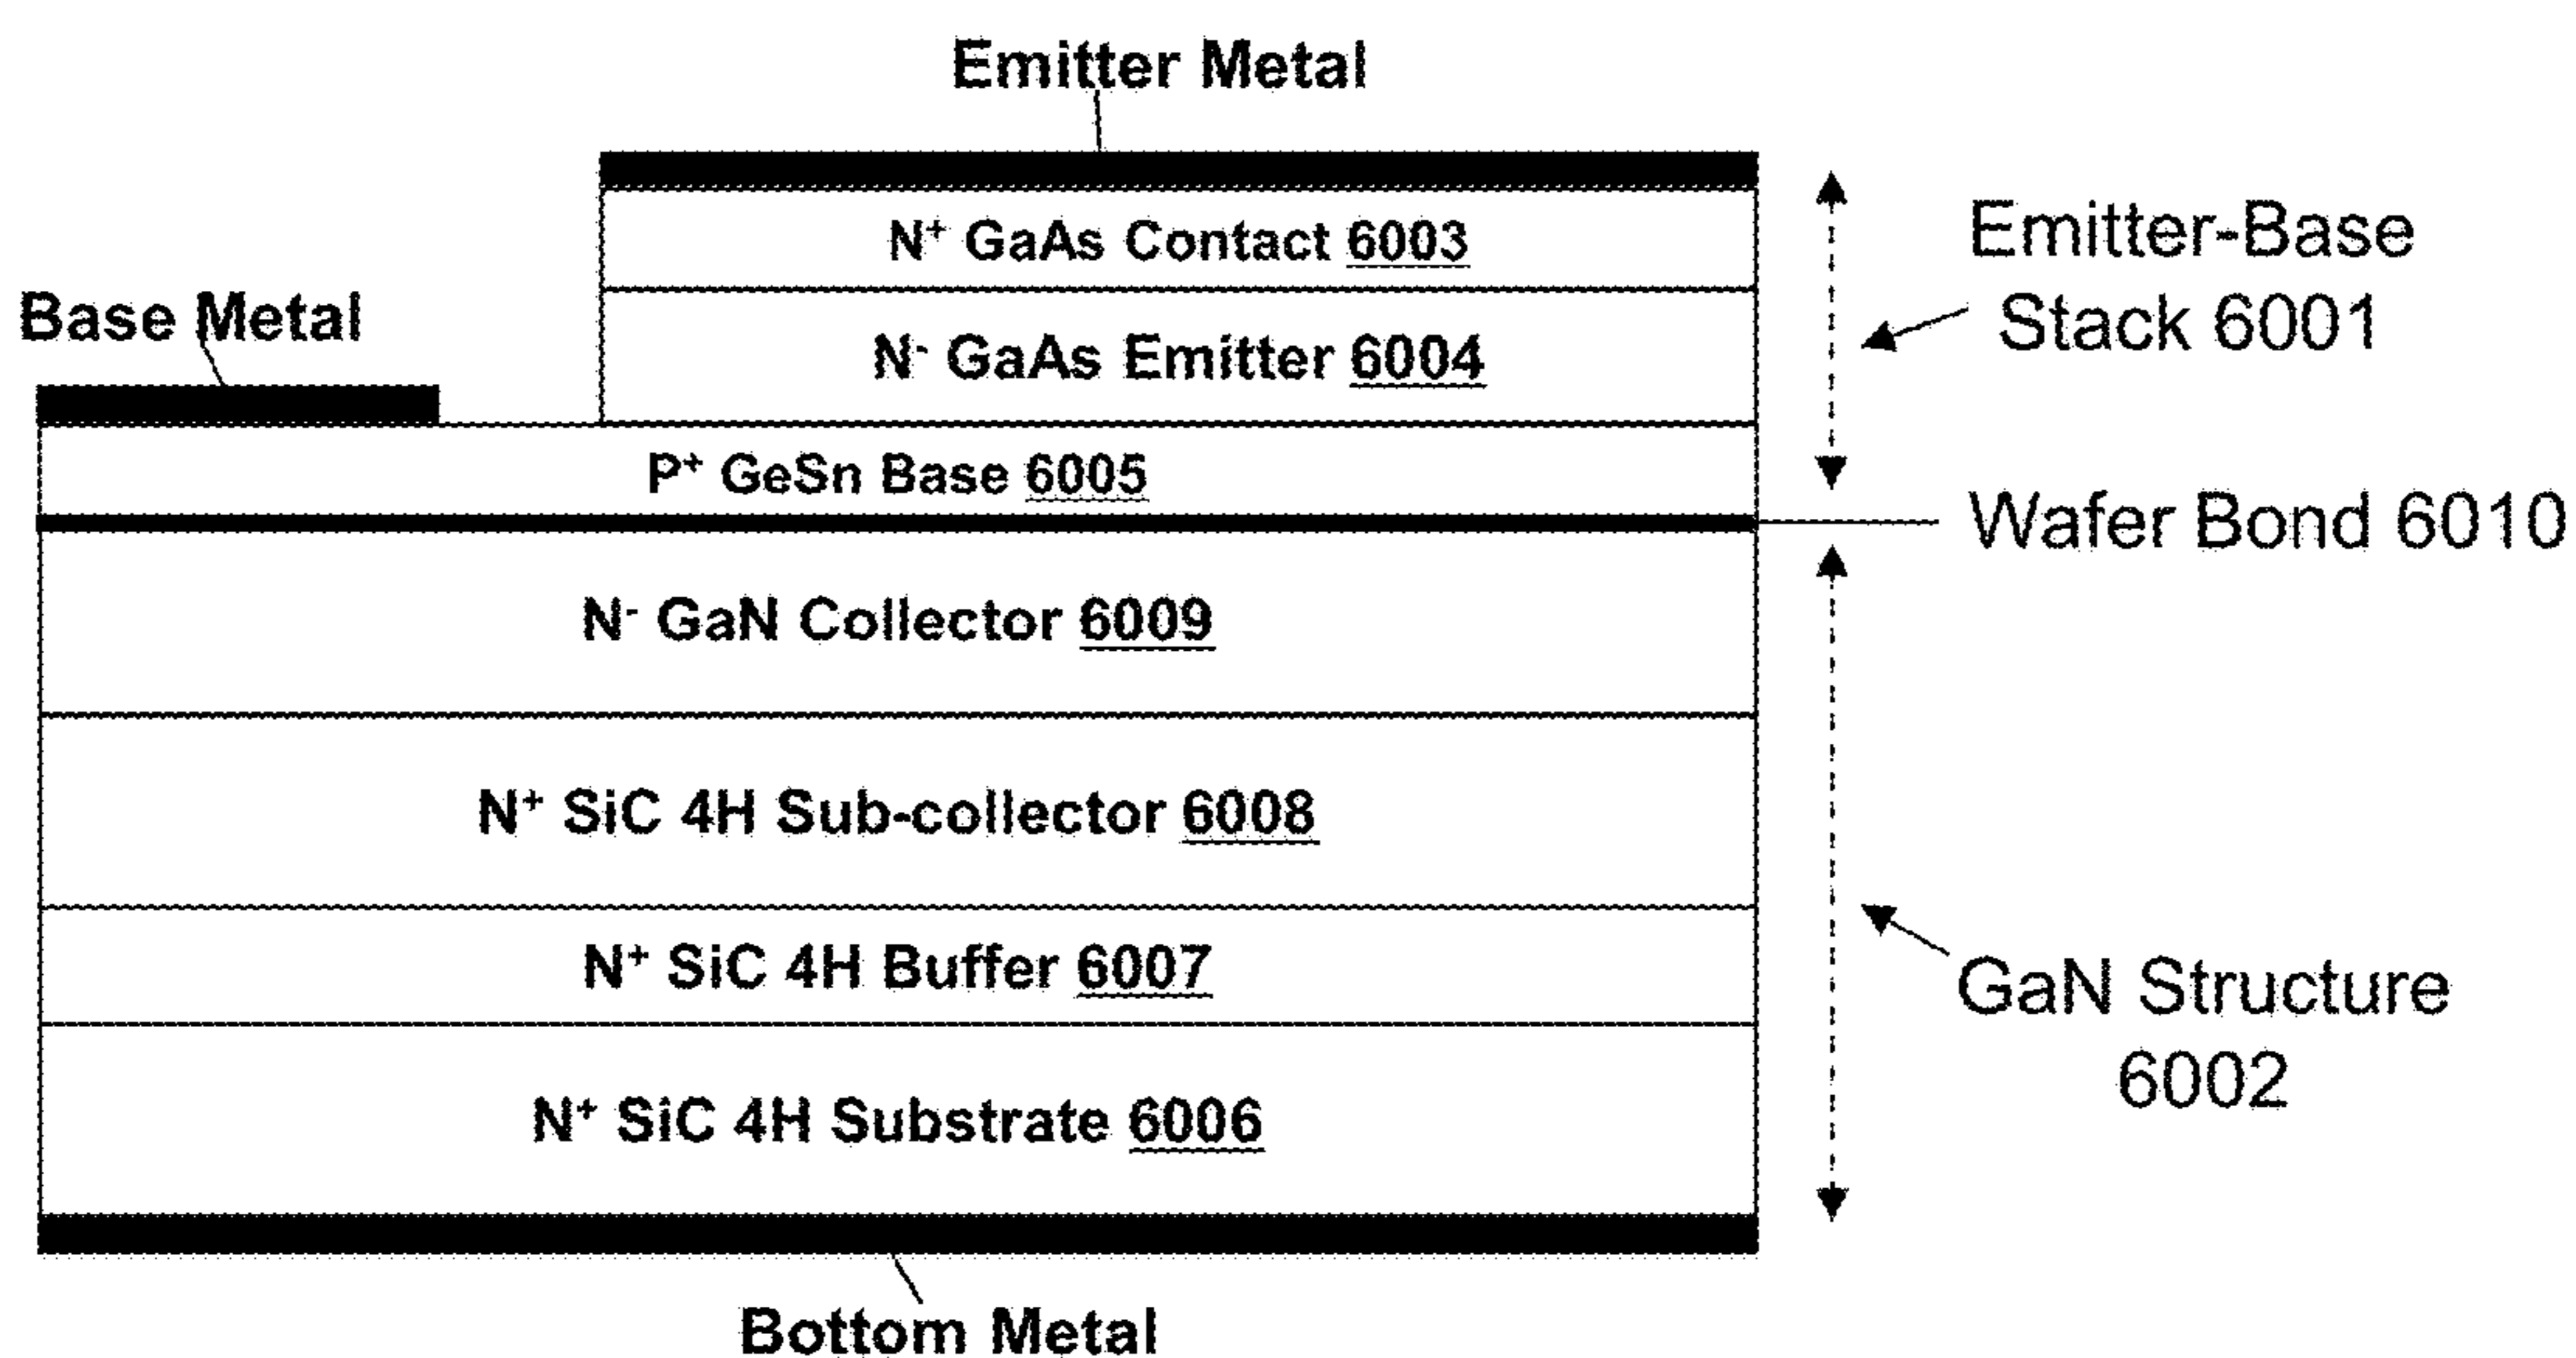 Emitter Metal
N⁺ GaAs Contact 6003
Emitter-Base
Stack 6001
Base Metal
N⁻ GaAs Emitter 6004
P⁺ GeSn Base 6005
Wafer Bond 6010
N⁻ GaN Collector 6009
N⁺ SiC 4H Sub-collector 6008
N⁺ SiC 4H Buffer 6007
GaN Structure
6002
N⁺ SiC 4H Substrate 6006
Bottom Metal